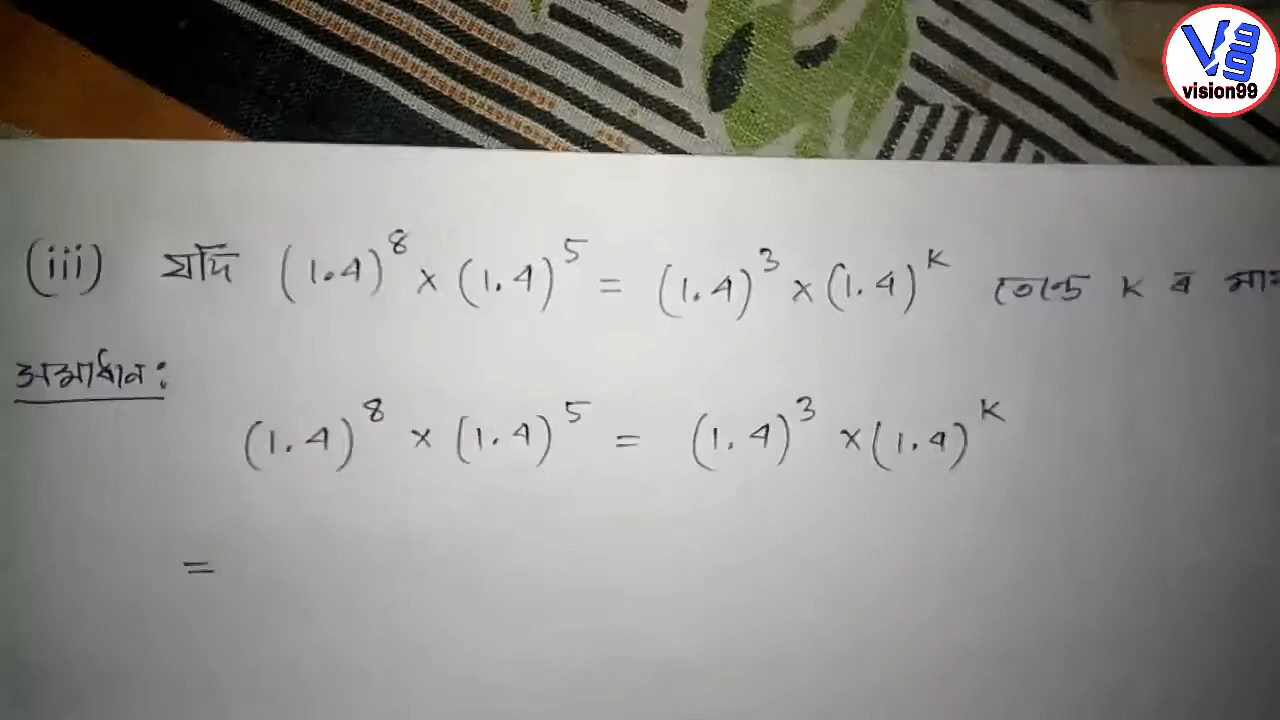 V99
vision99
(iii) যদি (1.4)⁸ × (1.4)⁵ = (1.4)³ × (1.4)ᵏ তেন্তে K ৰ মান
সমাধান:
(1.4)⁸ × (1.4)⁵ = (1.4)³ × (1.4)ᵏ
=